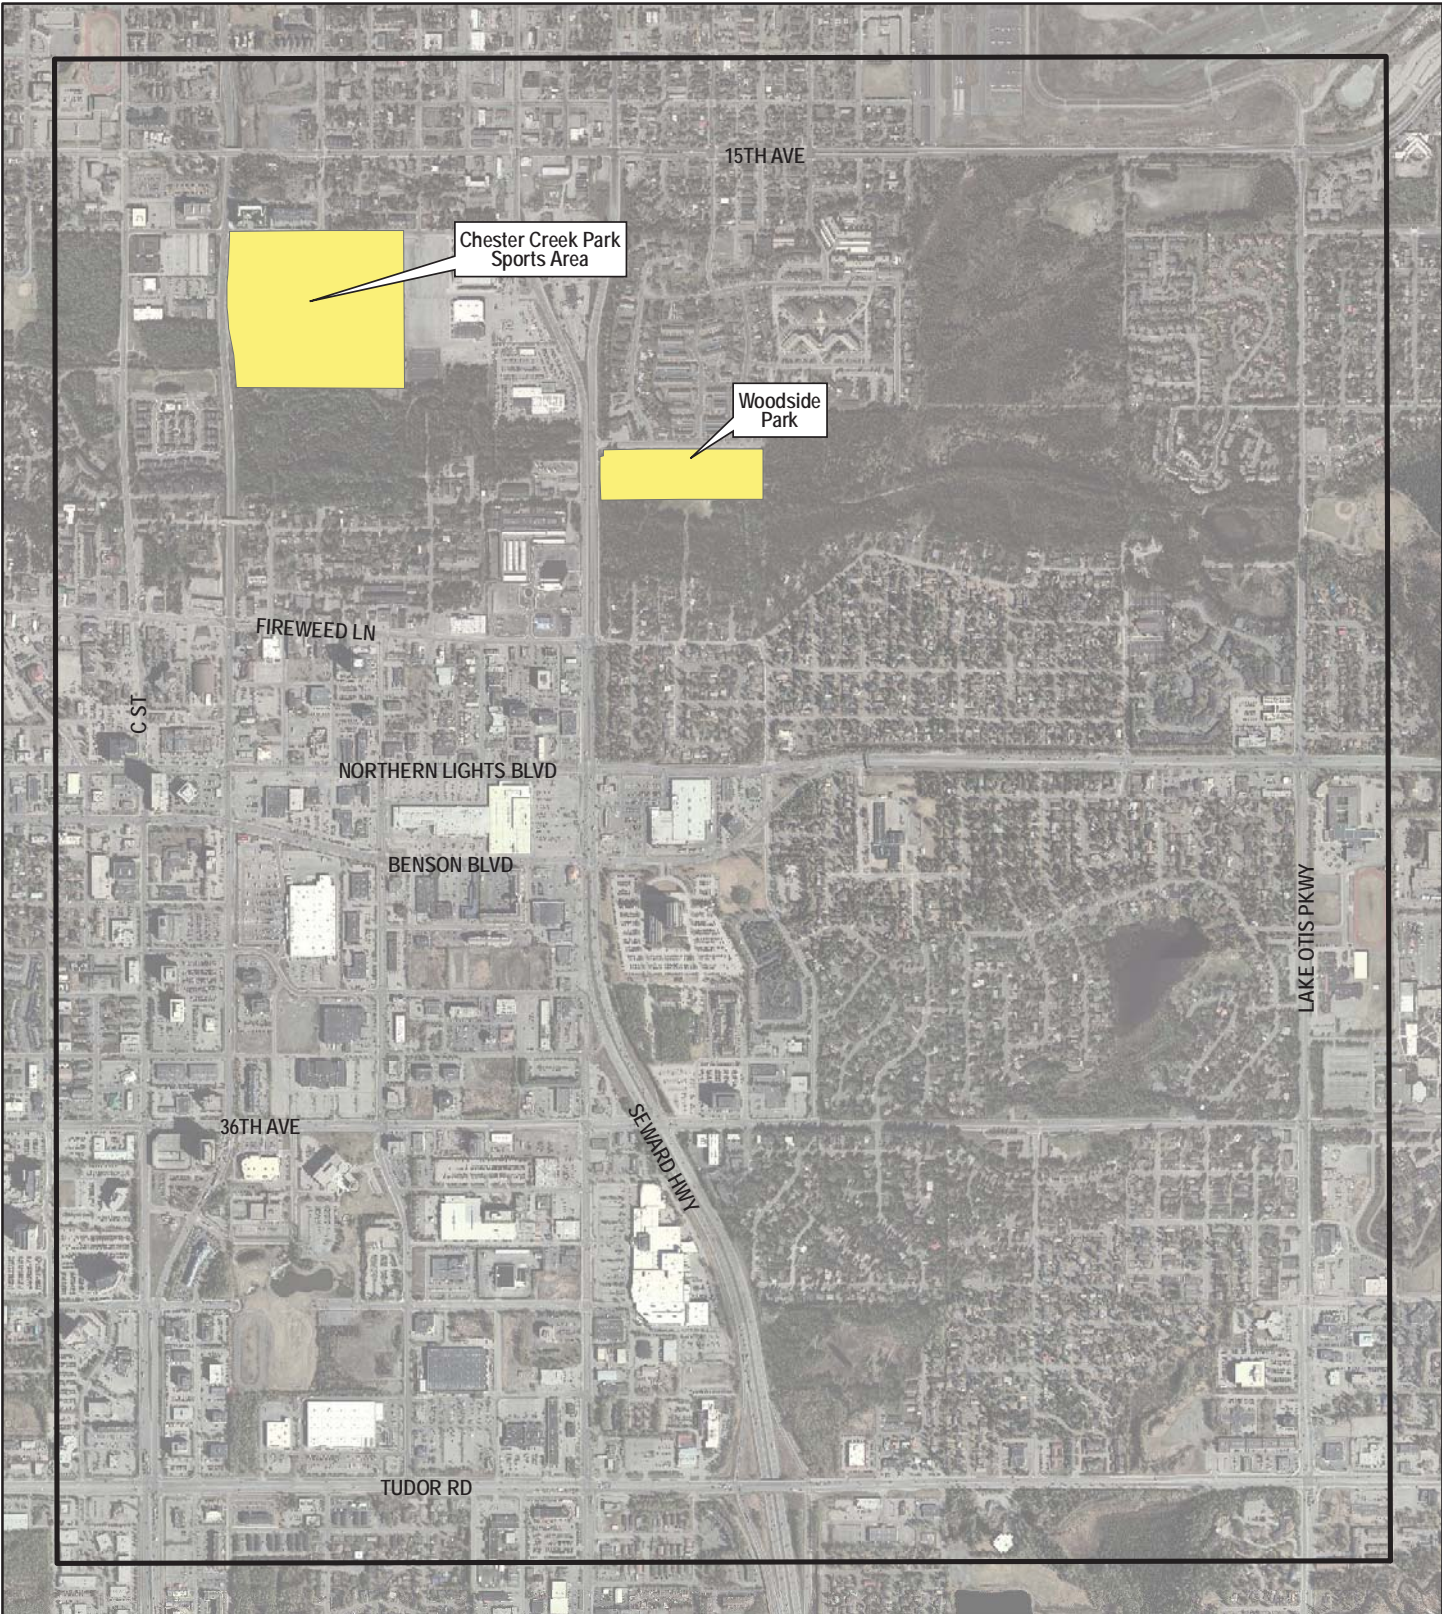 15TH AVE
Chester Creek Park
Sports Area
Woodside
Park
FIREWEED LN
C ST
NORTHERN LIGHTS BLVD
BENSON BLVD
LAKE OTIS PKWY
36TH AVE
SEWARD HWY
TUDOR RD